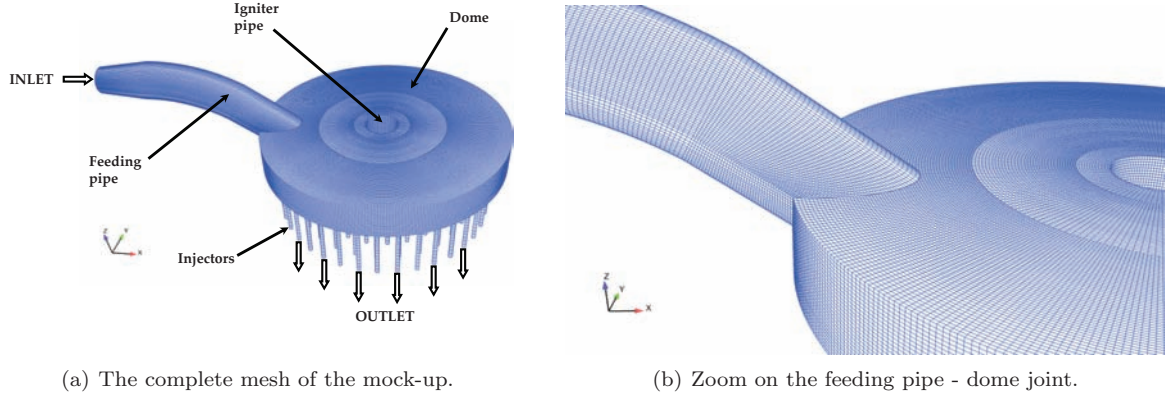 Igniter
pipe
Dome
INLET
Feeding
pipe
Z
Y
X
Injectors
OUTLET
Z
Y
X
(a) The complete mesh of the mock-up.
(b) Zoom on the feeding pipe - dome joint.